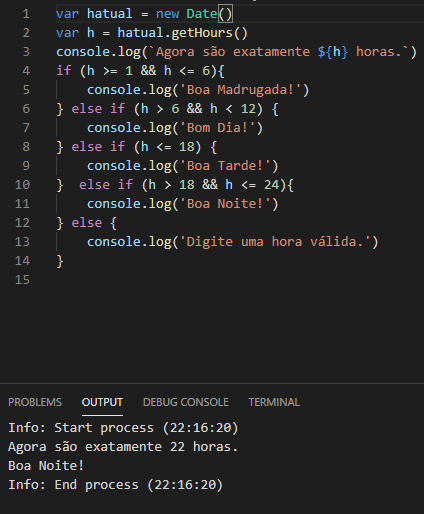 1 var hatual = new Date()
2 var h = hatual.getHours()
3 console.log(`Agora são exatamente ${h} horas.`)
4 if (h >= 1 && h <= 6){
5     console.log('Boa Madrugada!')
6 } else if (h > 6 && h < 12) {
7     console.log('Bom Dia!')
8 } else if (h <= 18) {
9     console.log('Boa Tarde!')
10 }  else if (h > 18 && h <= 24){
11     console.log('Boa Noite!')
12 } else {
13     console.log('Digite uma hora válida.')
14 }
15
PROBLEMS OUTPUT DEBUG CONSOLE TERMINAL
Info: Start process (22:16:20)
Agora são exatamente 22 horas.
Boa Noite!
Info: End process (22:16:20)